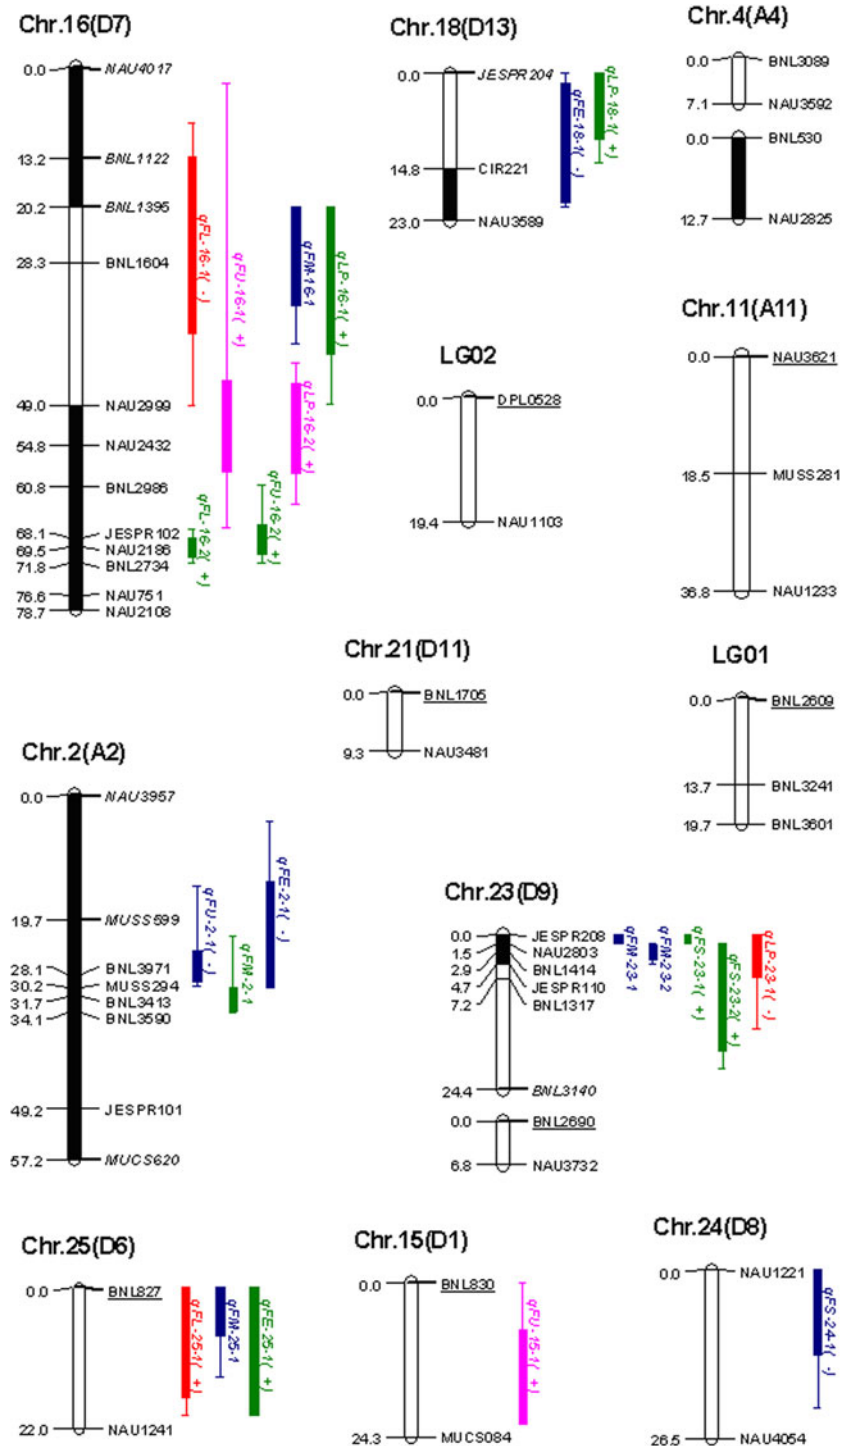 Chr.16(D7)
0.0 NAU4017
13.2 BNL1122
20.2 BNL1395
28.3 BNL1604
49.0 NAU2999
54.8 NAU2432
60.8 BNL2986
68.1 JESPR102
69.5 NAU2186
71.8 BNL2734
76.6 NAU751
78.7 NAU2108
qFL-16-1( -)
qFU-16-1( +)
qFM-16-1
qLP-16-1( +)
qLP-16-2( +)
qFL-16-2( +)
qFU-16-2( +)
Chr.18(D13)
0.0 JESPR204
14.8 CIR221
23.0 NAU3589
qFE-18-1( -)
qLP-18-1( +)
Chr.4(A4)
0.0 BNL3089
7.1 NAU3592
0.0 BNL530
12.7 NAU2825
LG02
0.0 DPL0528
19.4 NAU1103
Chr.11(A11)
0.0 NAU3621
18.5 MUSS281
36.8 NAU1233
Chr.21(D11)
0.0 BNL1705
9.3 NAU3481
LG01
0.0 BNL2609
13.7 BNL3241
19.7 BNL3601
Chr.2(A2)
0.0 NAU3957
19.7 MUSS599
28.1 BNL3971
30.2 MUSS294
31.7 BNL3413
34.1 BNL3590
49.2 JESPR101
57.2 MUCS620
qFU-2-1( -)
qFM-2-1
qFE-2-1( -)
Chr.23(D9)
0.0 JESPR208
1.5 NAU2803
2.9 BNL1414
4.7 JESPR110
7.2 BNL1317
24.4 BNL3140
0.0 BNL2690
6.8 NAU3732
qFM-23-1
qFM-23-2
qFS-23-1( +)
qFS-23-2( +)
qLP-23-1( -)
Chr.25(D6)
0.0 BNL827
22.0 NAU1241
qFL-25-1( +)
qFM-25-1
qFE-25-1( +)
Chr.15(D1)
0.0 BNL830
24.3 MUCS084
qFU-15-1( +)
Chr.24(D8)
0.0 NAU1221
26.5 NAU4054
qFS-24-1( -)